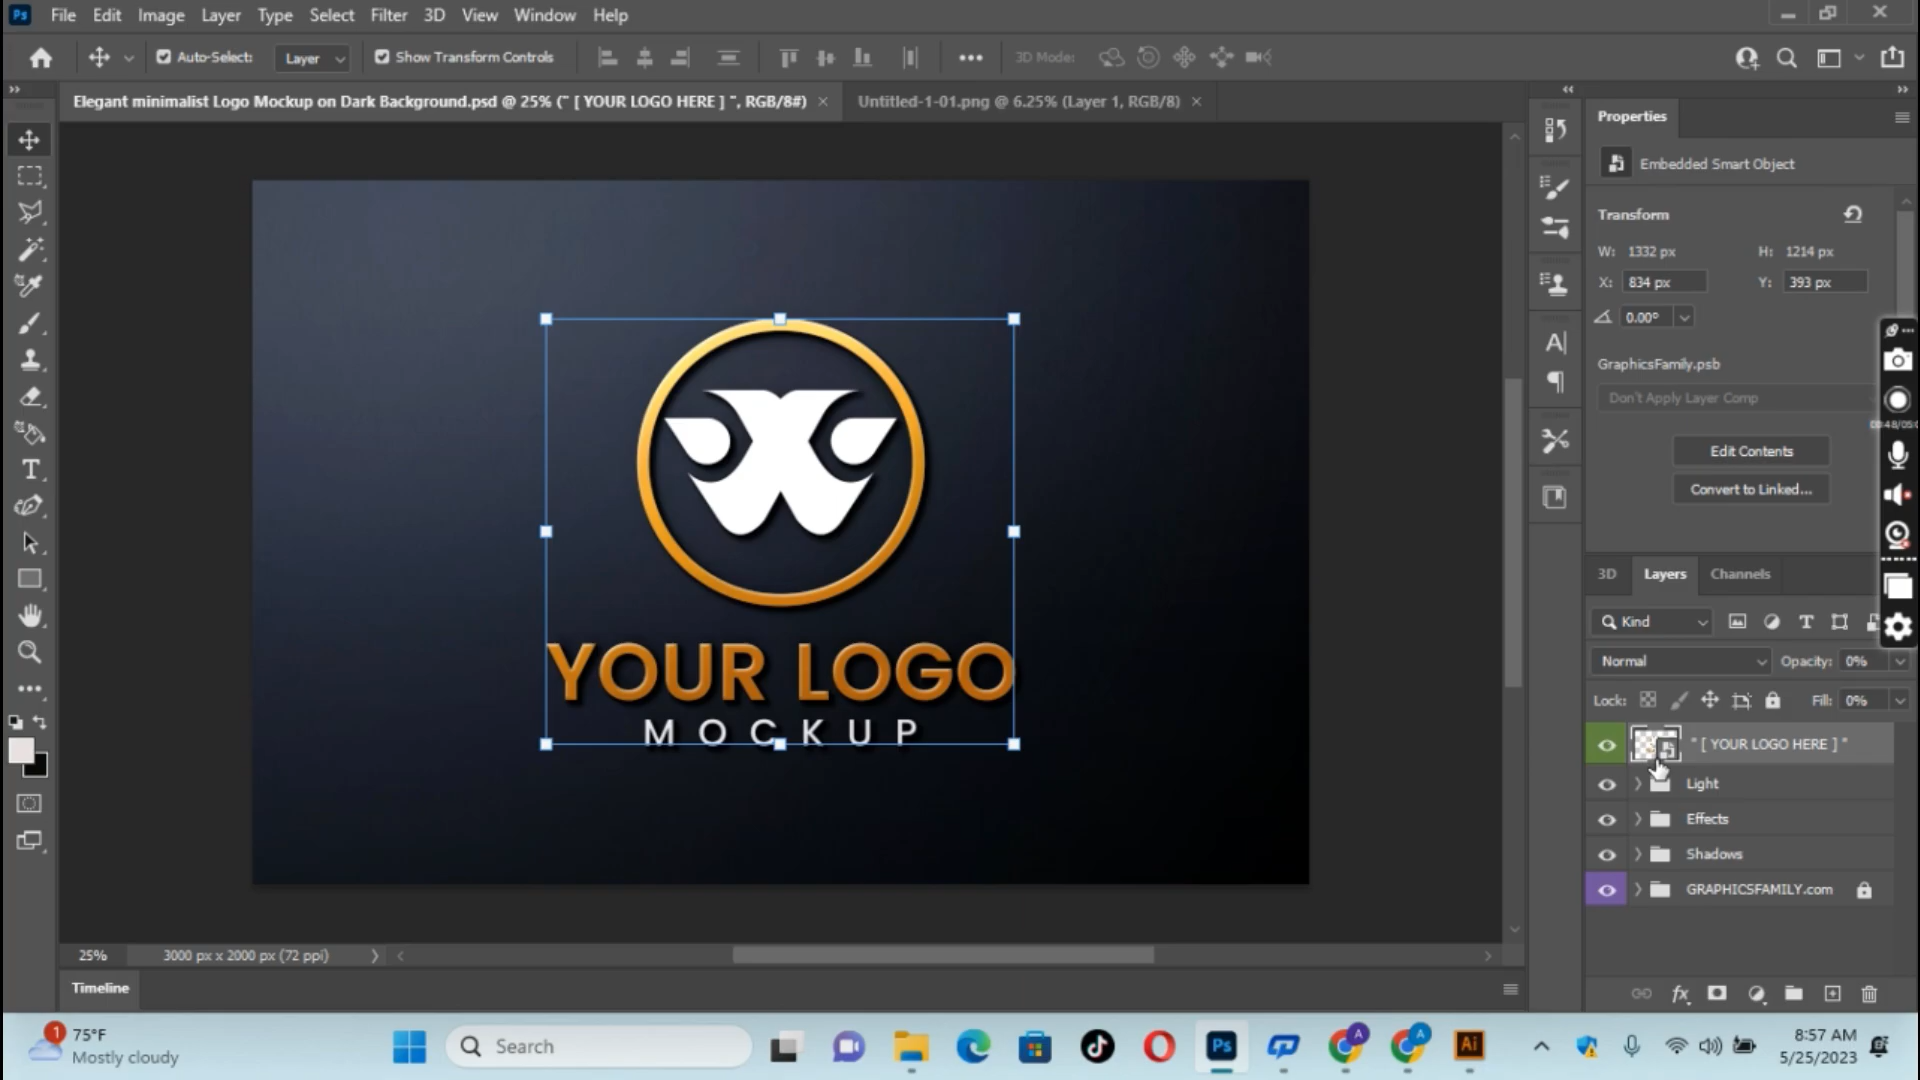 Ps File Edit Image Layer Type Select Filter 3D View Window Help
Auto-Select: Layer Show Transform Controls 3D Mode:
Elegant minimalist Logo Mockup on Dark Background.psd @ 25% (" [ YOUR LOGO HERE ] ", RGB/8#) × Untitled-1-01.png @ 6.25% (Layer 1, RGB/8) ×
Properties
Embedded Smart Object
Transform
W: 1332 px H: 1214 px
X: 834 px Y: 393 px
0.00°
GraphicsFamily.psb
Don't Apply Layer Comp
Edit Contents
Convert to Linked...
YOUR LOGO
MOCKUP
3D Layers Channels
Kind
Normal Opacity: 0%
Lock: Fill: 0%
" [ YOUR LOGO HERE ] "
Light
Effects
Shadows
GRAPHICSFAMILY.com
25% 3000 px x 2000 px (72 ppi)
Timeline
1 75°F
Mostly cloudy
Search
Ps
A
A
Ai
8:57 AM
5/25/2023